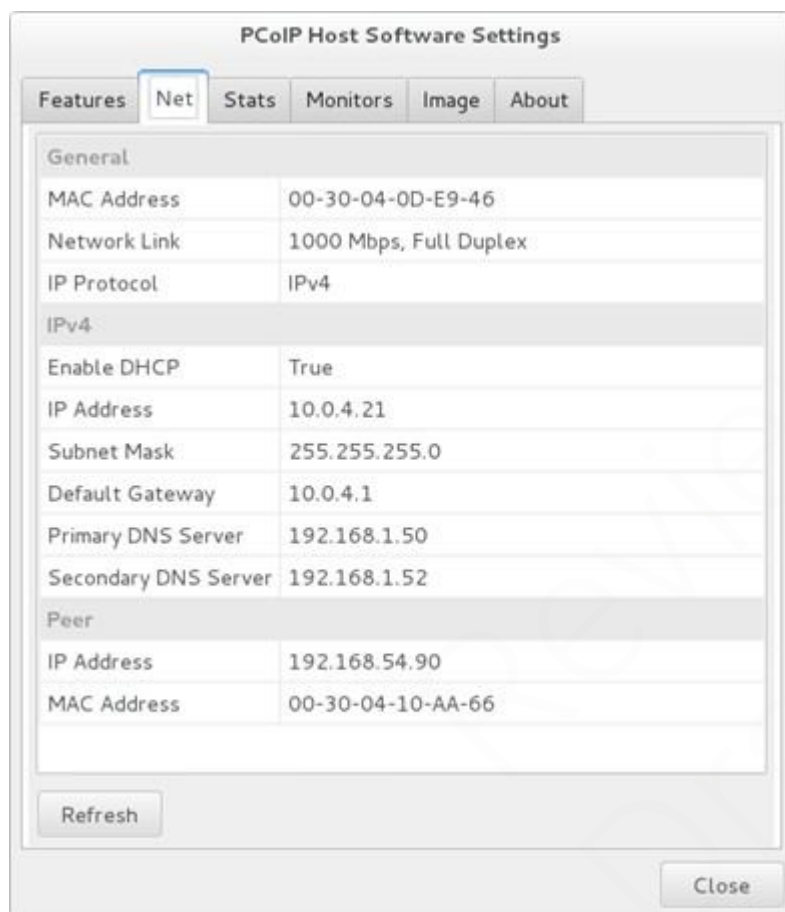 PCoIP Host Software Settings
Features Net Stats Monitors Image About
General
MAC Address 00-30-04-0D-E9-46
Network Link 1000 Mbps, Full Duplex
IP Protocol IPv4
IPv4
Enable DHCP True
IP Address 10.0.4.21
Subnet Mask 255.255.255.0
Default Gateway 10.0.4.1
Primary DNS Server 192.168.1.50
Secondary DNS Server 192.168.1.52
Peer
IP Address 192.168.54.90
MAC Address 00-30-04-10-AA-66
Refresh
Close